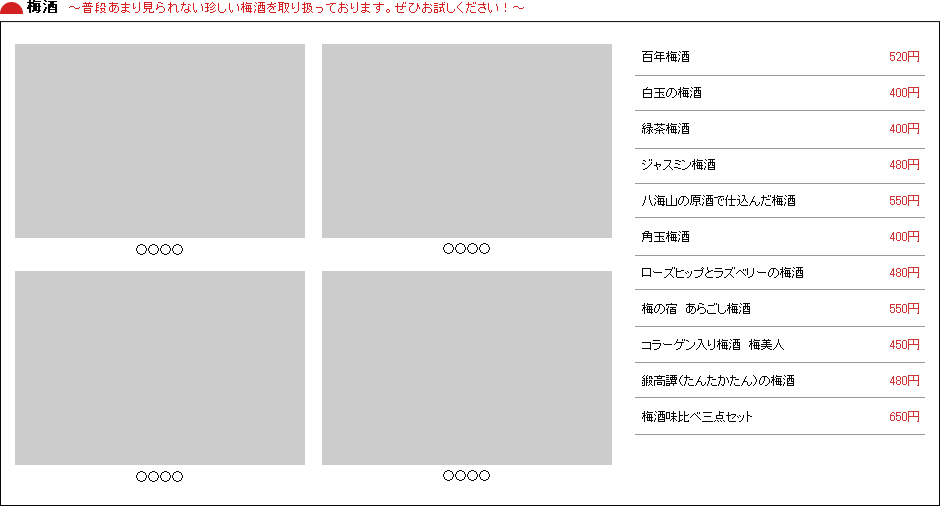 梅酒 ～普段あまり見られない珍しい梅酒を取り扱っております。ぜひお試しください！～
〇〇〇〇
〇〇〇〇
〇〇〇〇
〇〇〇〇
百年梅酒 520円
白玉の梅酒 400円
緑茶梅酒 400円
ジャスミン梅酒 480円
八海山の原酒で仕込んだ梅酒 550円
角玉梅酒 400円
ローズヒップとラズベリーの梅酒 480円
梅の宿 あらごし梅酒 550円
コラーゲン入り梅酒 梅美人 450円
鍛高譚(たんたかたん)の梅酒 480円
梅酒味比べ三点セット 650円